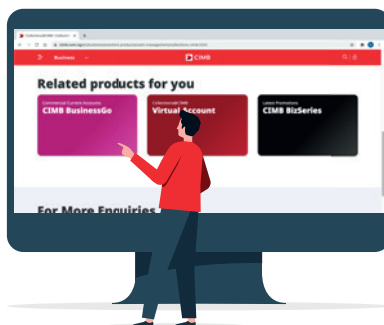 Business
CIMB
Related products for you
Commercial Current Accounts
CIMB BusinessGo
Collections@CIMB
Virtual Account
Latest Promotions
CIMB BizSeries
For More Enquiries